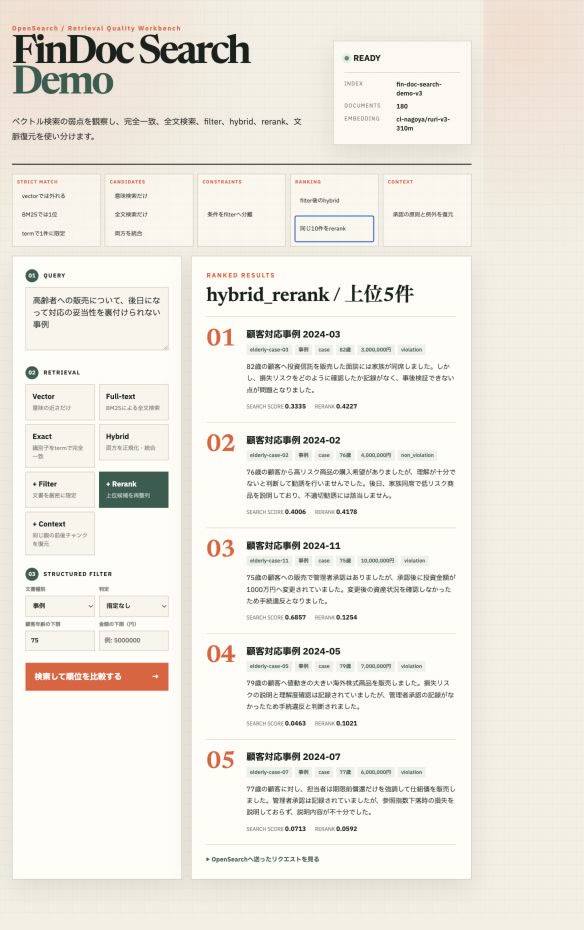 OpenSearch / Retrieval Quality Workbench
FinDoc Search
Demo
ベクトル検索の弱点を観察し、完全一致、全文検索、filter、hybrid、rerank、文
脈復元を使い分けます。
READY
INDEX fin-doc-search-
demo-v3
DOCUMENTS 180
EMBEDDING cl-nagoya/ruri-v3-
310m
STRICT MATCH
vectorでは外れる
BM25では1位
termで1件に限定
CANDIDATES
意味検索だけ
全文検索だけ
両方を統合
CONSTRAINTS
条件をfilterへ分離
RANKING
filter後のhybrid
同じ10件をrerank
CONTEXT
承認の原則と例外を復元
01 QUERY
高齢者への販売について、後日にな
って対応の妥当性を裏付けられない
事例
02 RETRIEVAL
Vector
意味の近さだけ
Full-text
BM25による全文検索
Exact
識別子をtermで完全
一致
Hybrid
両方を正規化・統合
+ Filter
文書を厳密に限定
+ Rerank
上位候補を再整列
+ Context
同じ節の前後チャンク
を復元
03 STRUCTURED FILTER
文書種別 判定
事例 指定なし
顧客年齢の下限 金額の下限（円）
75 例: 5000000
検索して順位を比較する →
RANKED RESULTS
hybrid_rerank / 上位5件
01 顧客対応事例 2024-03
elderly-case-03 事例 case 82歳 3,000,000円 violation
82歳の顧客へ投資信託を販売した面談には家族が同席しました。しか
し、損失リスクをどのように確認したか記録がなく、事後検証できない
点が問題となりました。
SEARCH SCORE 0.3335 RERANK 0.4227
02 顧客対応事例 2024-02
elderly-case-02 事例 case 76歳 4,000,000円 non_violation
76歳の顧客から高リスク商品の購入希望がありましたが、理解が十分で
ないと判断して勧誘を行いませんでした。後日、家族同席で低リスク商
品を説明しており、不適切勧誘には該当しません。
SEARCH SCORE 0.4006 RERANK 0.4178
03 顧客対応事例 2024-11
elderly-case-11 事例 case 75歳 10,000,000円 violation
75歳の顧客への販売で管理者承認はありましたが、承認後に投資金額が
1000万円へ変更されていました。変更後の資産状況を確認しなかった
ため手続違反となりました。
SEARCH SCORE 0.6857 RERANK 0.1254
04 顧客対応事例 2024-05
elderly-case-05 事例 case 79歳 7,000,000円 violation
79歳の顧客へ値動きの大きい海外株式商品を販売しました。損失リス
クの説明と理解度確認は記録されていましたが、管理者承認の記録がな
かったため手続違反と判断されました。
SEARCH SCORE 0.0463 RERANK 0.1021
05 顧客対応事例 2024-07
elderly-case-07 事例 case 77歳 6,000,000円 violation
77歳の顧客に対し、担当者は期限前償還だけを強調して仕組債を販売し
ました。管理者承認は記録されていましたが、参照指数下落時の損失を
説明しておらず、説明内容が不十分でした。
SEARCH SCORE 0.0713 RERANK 0.0592
▶ OpenSearchへ送ったリクエストを見る